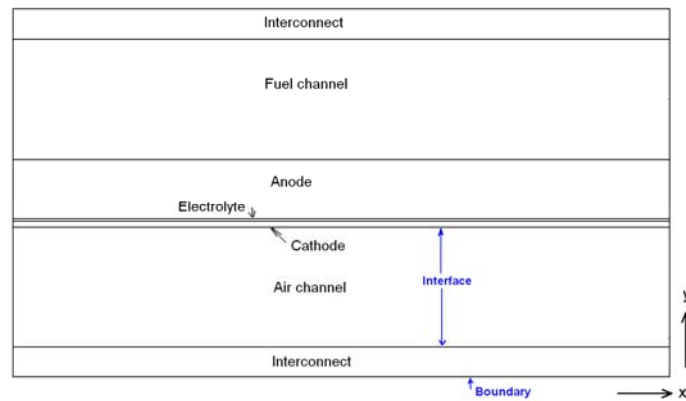 Interconnect
Fuel channel
Anode
Electrolyte
Cathode
Interface
Air channel
y
Interconnect
Boundary
x